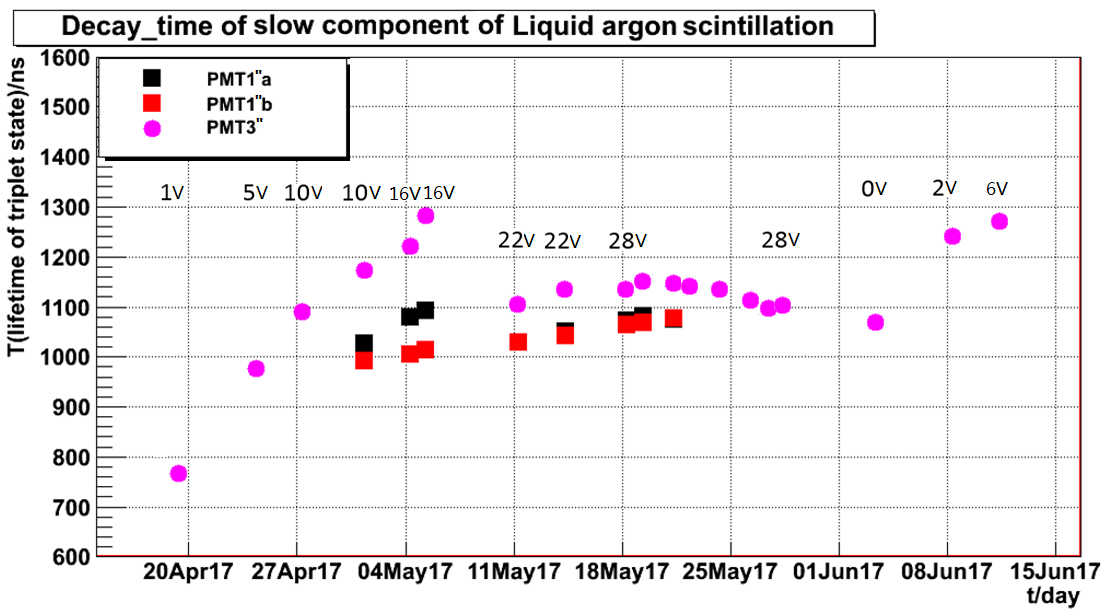 Decay_time of slow component of Liquid argon scintillation
T(lifetime of triplet state)/ns
1600
1500
1400
1300
1200
1100
1000
900
800
700
600
PMT1"a
PMT1"b
PMT3"
1V 5V 10V 10V 16V 16V 0V 2V 6V
22V 22V 28V 28V
20Apr17 27Apr17 04May17 11May17 18May17 25May17 01Jun17 08Jun17 15Jun17
t/day